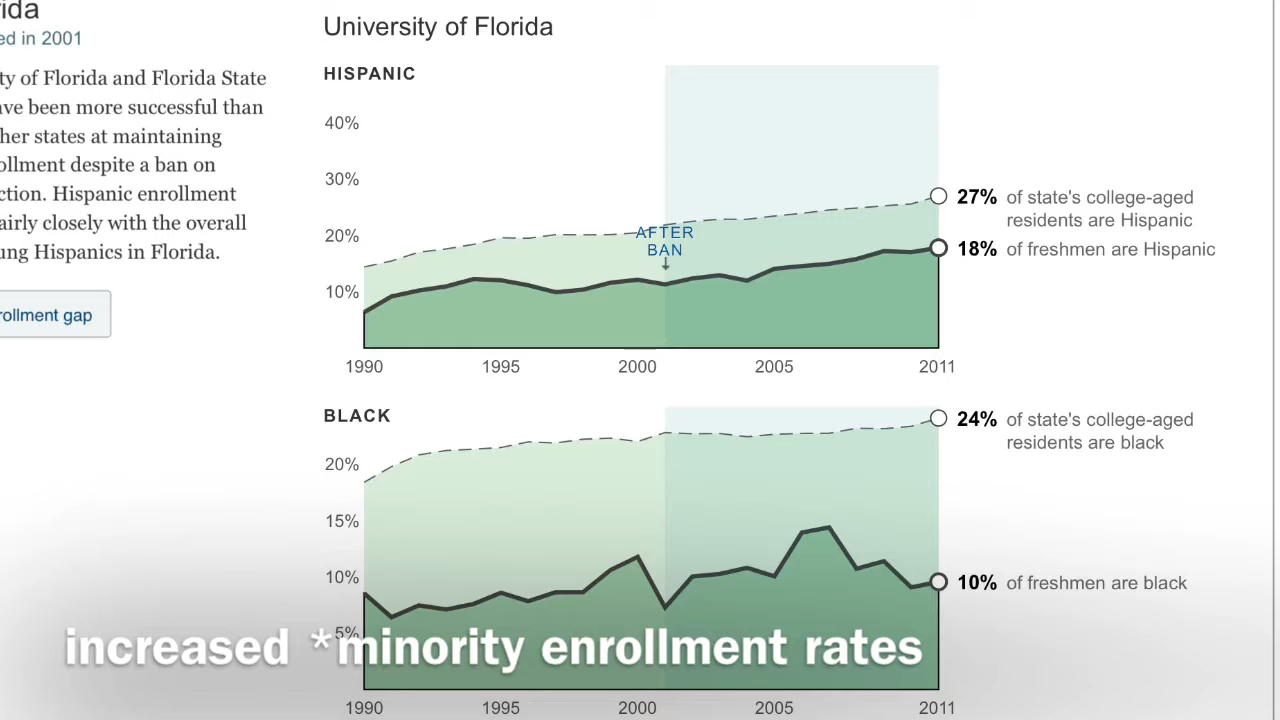 rida
ed in 2001
ty of Florida and Florida State
ave been more successful than
her states at maintaining
ollment despite a ban on
ction. Hispanic enrollment
airly closely with the overall
ung Hispanics in Florida.
rollment gap
University of Florida
HISPANIC
40%
30%
20%
10%
AFTER
BAN
27% of state's college-aged
residents are Hispanic
18% of freshmen are Hispanic
1990 1995 2000 2005 2011
BLACK
20%
15%
10%
5%
24% of state's college-aged
residents are black
10% of freshmen are black
increased *minority enrollment rates
1990 1995 2000 2005 2011